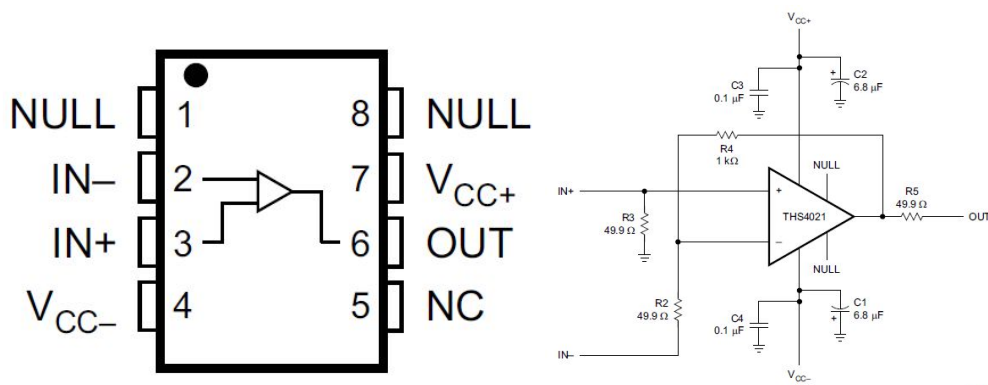 NULL 1 8 NULL
IN− 2 7 VCC+
IN+ 3 6 OUT
VCC− 4 5 NC
VCC+
C3
0.1 μF
+
C2
6.8 μF
R4
1 kΩ
NULL
IN+
+
R3
49.9 Ω
THS4021
R5
49.9 Ω
OUT
−
NULL
R2
49.9 Ω
C4
0.1 μF
+
C1
6.8 μF
IN−
VCC−